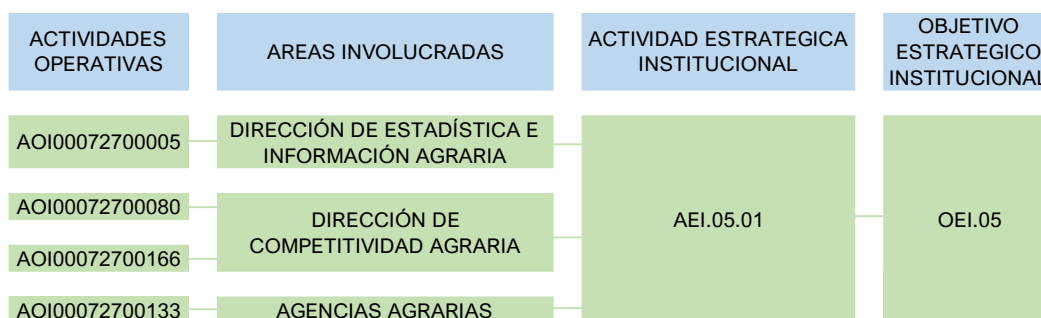 ACTIVIDADES
OPERATIVAS
AREAS INVOLUCRADAS
ACTIVIDAD ESTRATEGICA
INSTITUCIONAL
OBJETIVO
ESTRATEGICO
INSTITUCIONAL
AOI00072700005
DIRECCIÓN DE ESTADÍSTICA E
INFORMACIÓN AGRARIA
AOI00072700080
AOI00072700166
DIRECCIÓN DE
COMPETITIVIDAD AGRARIA
AOI00072700133
AGENCIAS AGRARIAS
AEI.05.01
OEI.05